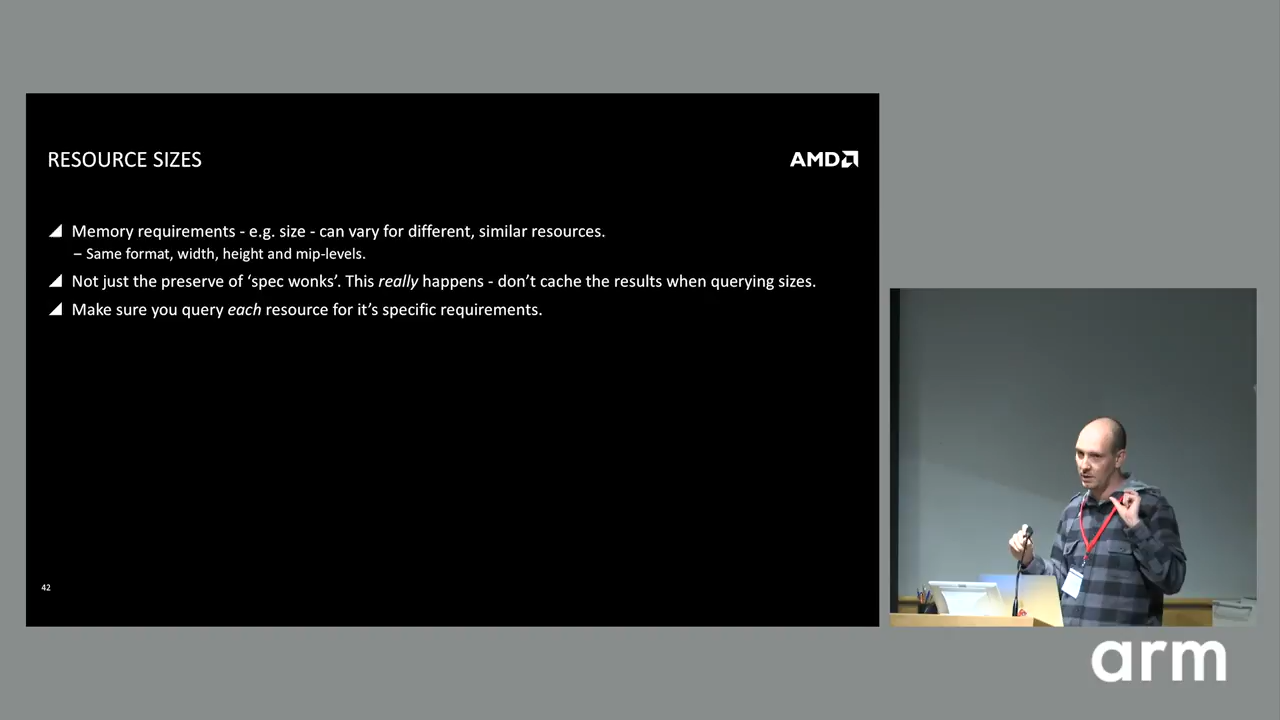 RESOURCE SIZES
AMD
Memory requirements - e.g. size - can vary for different, similar resources.
– Same format, width, height and mip-levels.
Not just the preserve of ‘spec wonks’. This really happens - don’t cache the results when querying sizes.
Make sure you query each resource for it’s specific requirements.
42
arm